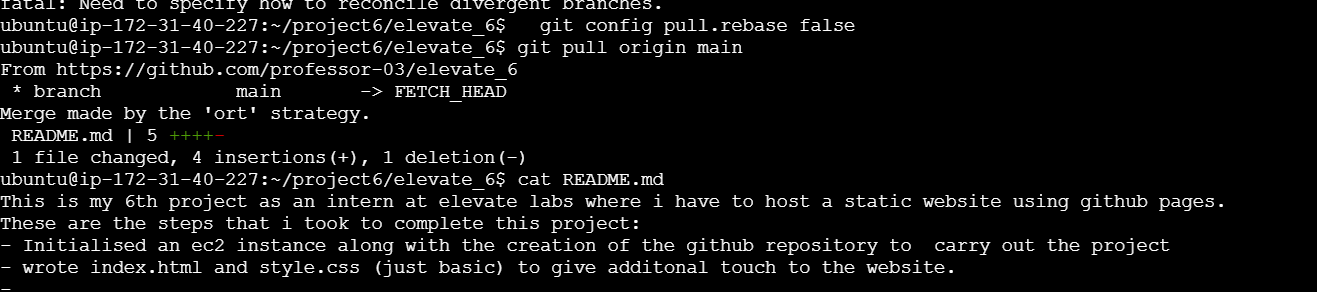 fatal: Need to specify how to reconcile divergent branches.
ubuntu@ip-172-31-40-227:~/project6/elevate_6$   git config pull.rebase false
ubuntu@ip-172-31-40-227:~/project6/elevate_6$ git pull origin main
From https://github.com/professor-03/elevate_6
 * branch            main       -> FETCH_HEAD
Merge made by the 'ort' strategy.
 README.md | 5 ++++-
 1 file changed, 4 insertions(+), 1 deletion(-)
ubuntu@ip-172-31-40-227:~/project6/elevate_6$ cat README.md
This is my 6th project as an intern at elevate labs where i have to host a static website using github pages.
These are the steps that i took to complete this project:
- Initialised an ec2 instance along with the creation of the github repository to  carry out the project
- wrote index.html and style.css (just basic) to give additonal touch to the website.
-